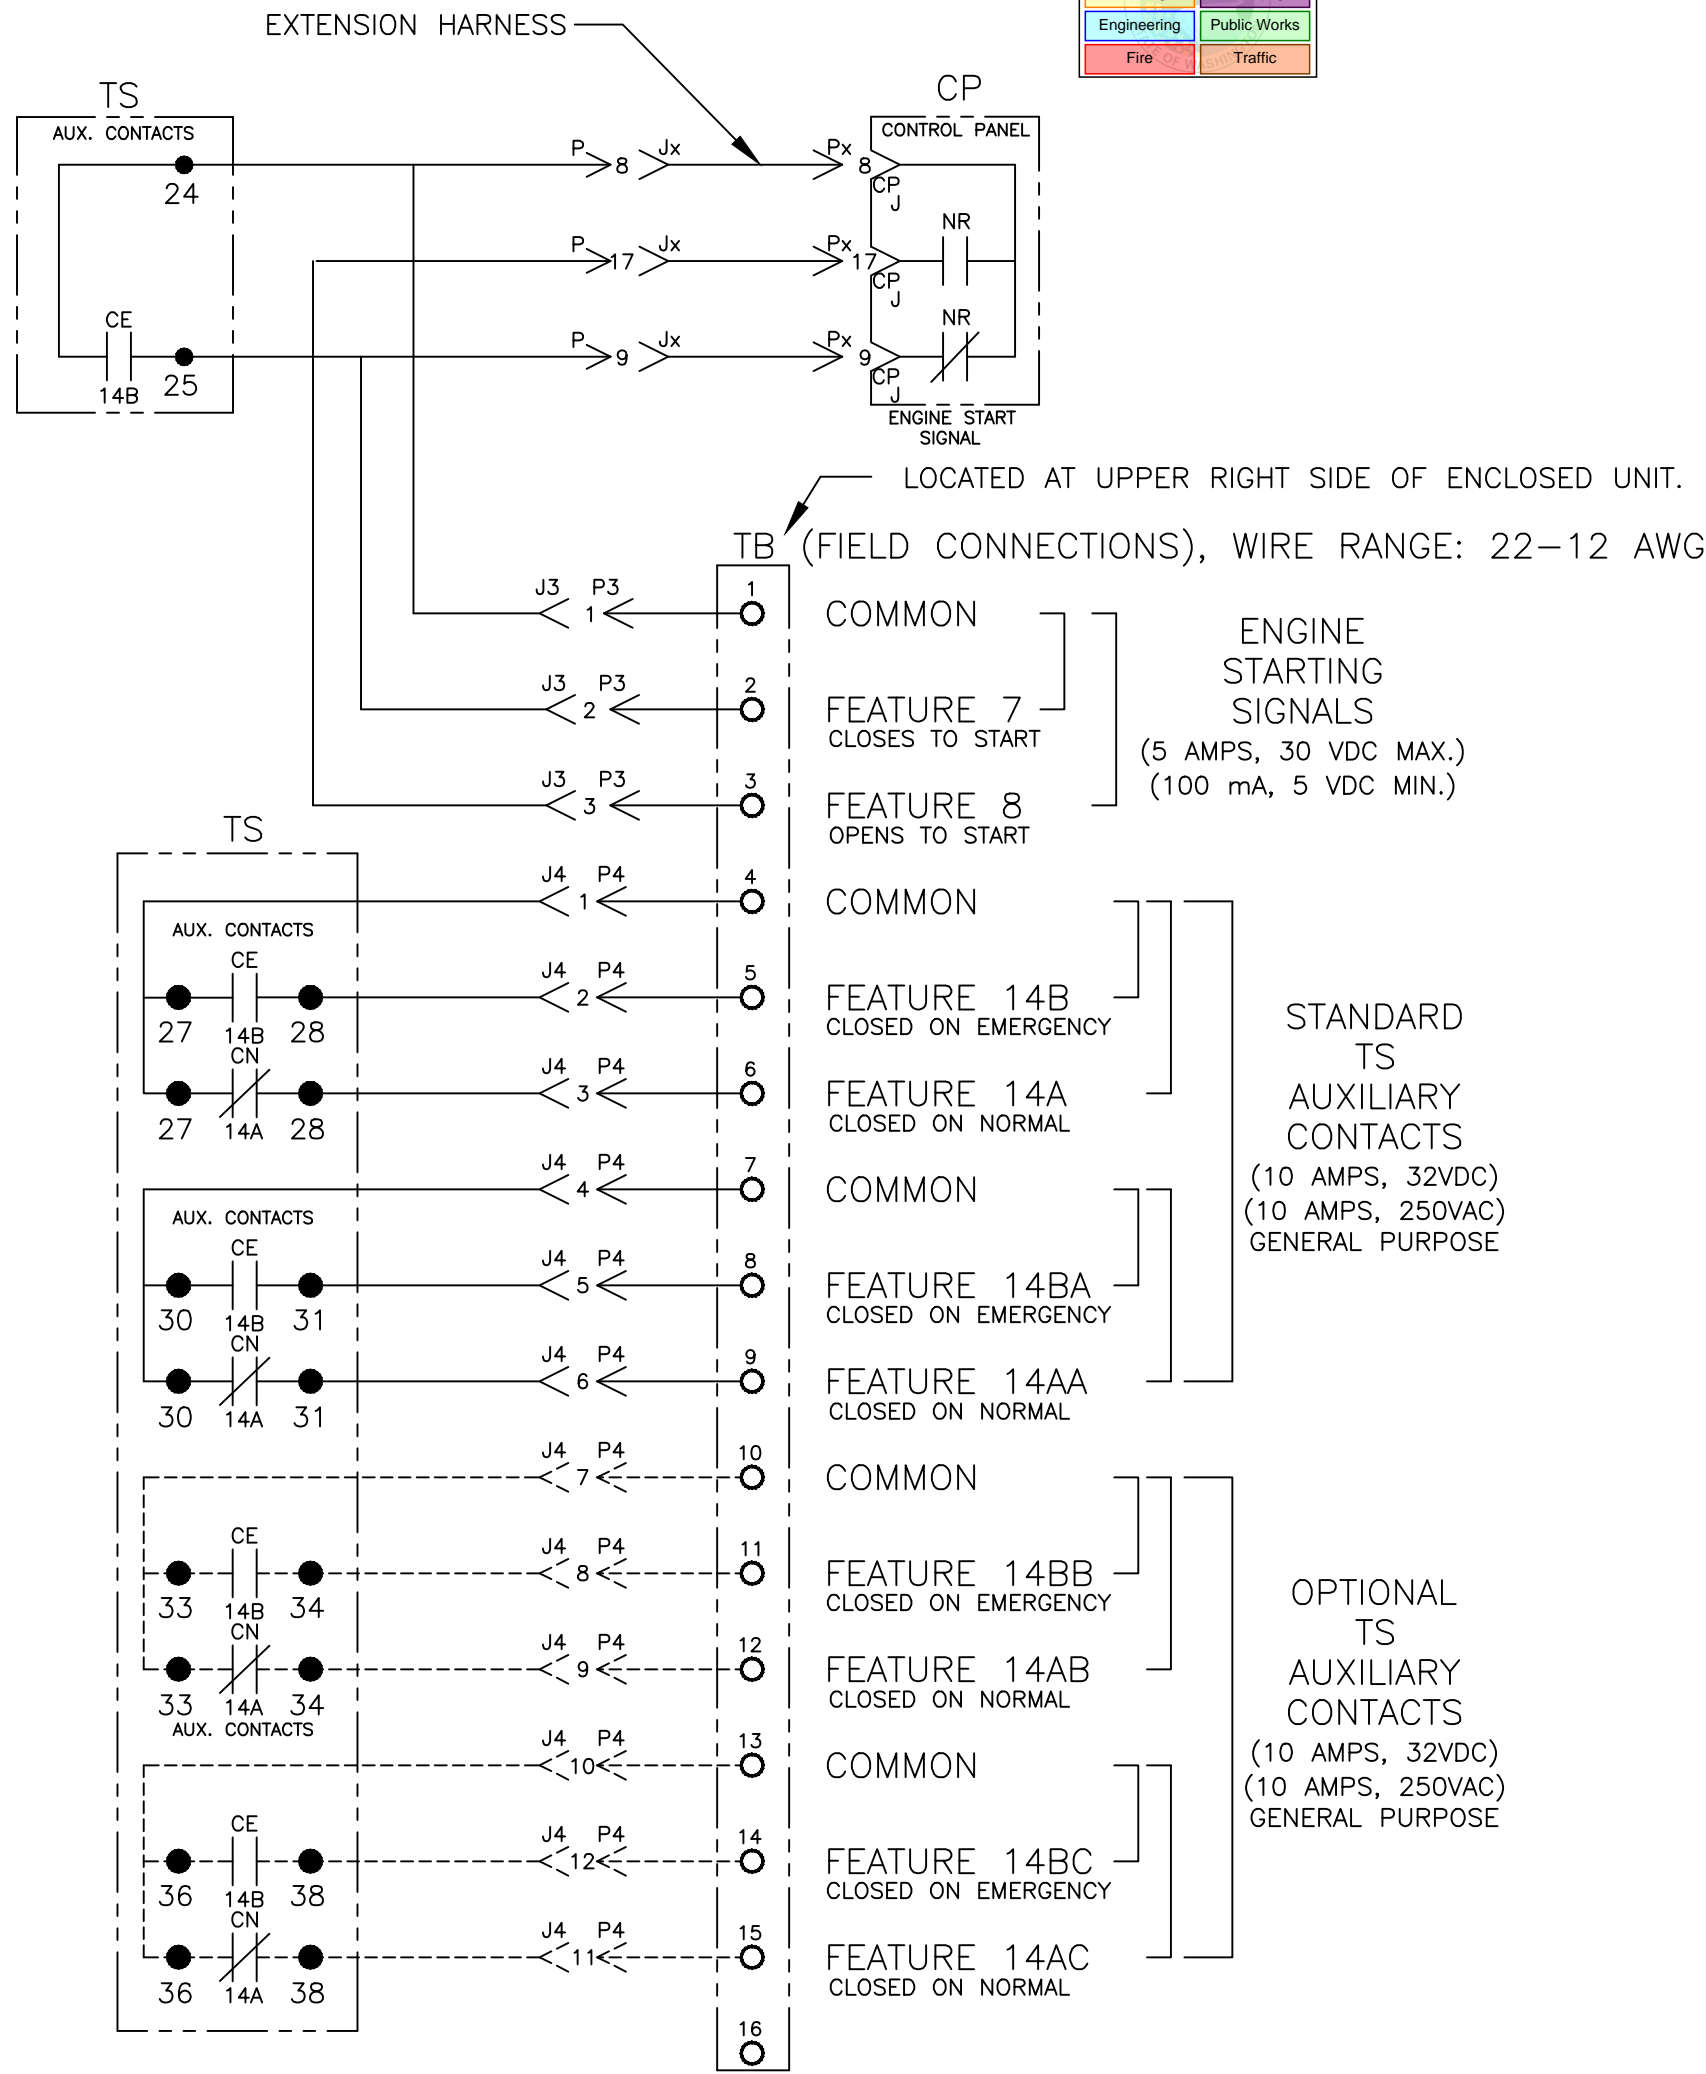 EXTENSION HARNESS
Engineering Public Works
Fire Traffic
OF WASHINGTON
TS
AUX. CONTACTS
24
CE
14B
25
P 8 Jx Px 8
P 17 Jx Px 17
P 9 Jx Px 9
CP
CONTROL PANEL
CP
J
NR
CP
J
NR
CP
J
ENGINE START
SIGNAL
LOCATED AT UPPER RIGHT SIDE OF ENCLOSED UNIT.
TB (FIELD CONNECTIONS), WIRE RANGE: 22-12 AWG
J3 P3
1
1
COMMON
J3 P3
2
2
FEATURE 7
CLOSES TO START
J3 P3
3
3
FEATURE 8
OPENS TO START
ENGINE
STARTING
SIGNALS
(5 AMPS, 30 VDC MAX.)
(100 mA, 5 VDC MIN.)
TS
J4 P4
1
4
COMMON
AUX. CONTACTS
CE
27 14B 28
J4 P4
2
5
FEATURE 14B
CLOSED ON EMERGENCY
CN
27 14A 28
J4 P4
3
6
FEATURE 14A
CLOSED ON NORMAL
J4 P4
4
7
COMMON
AUX. CONTACTS
CE
30 14B 31
J4 P4
5
8
FEATURE 14BA
CLOSED ON EMERGENCY
CN
30 14A 31
J4 P4
6
9
FEATURE 14AA
CLOSED ON NORMAL
STANDARD
TS
AUXILIARY
CONTACTS
(10 AMPS, 32VDC)
(10 AMPS, 250VAC)
GENERAL PURPOSE
J4 P4
7
10
COMMON
CE
33 14B 34
J4 P4
8
11
FEATURE 14BB
CLOSED ON EMERGENCY
CN
33 14A 34
AUX. CONTACTS
J4 P4
9
12
FEATURE 14AB
CLOSED ON NORMAL
J4 P4
10
13
COMMON
CE
36 14B 38
J4 P4
12
14
FEATURE 14BC
CLOSED ON EMERGENCY
CN
36 14A 38
J4 P4
11
15
FEATURE 14AC
CLOSED ON NORMAL
OPTIONAL
TS
AUXILIARY
CONTACTS
(10 AMPS, 32VDC)
(10 AMPS, 250VAC)
GENERAL PURPOSE
16